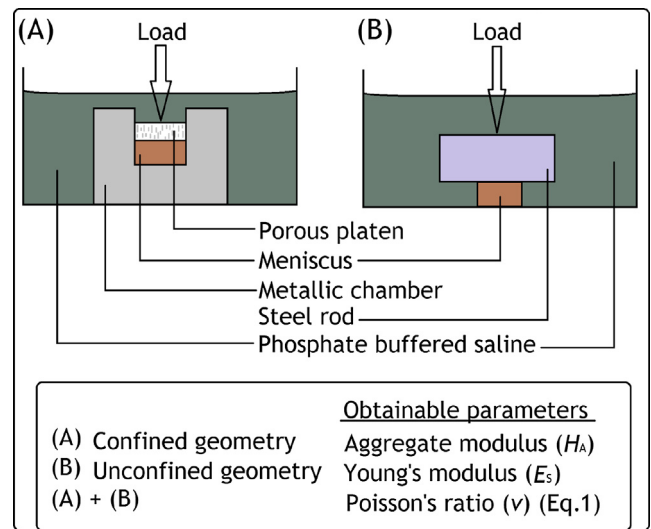 (A) Load (B) Load
Porous platen
Meniscus
Metallic chamber
Steel rod
Phosphate buffered saline
Obtainable parameters
(A) Confined geometry Aggregate modulus (HA)
(B) Unconfined geometry Young's modulus (Es)
(A) + (B) Poisson's ratio (v) (Eq.1)